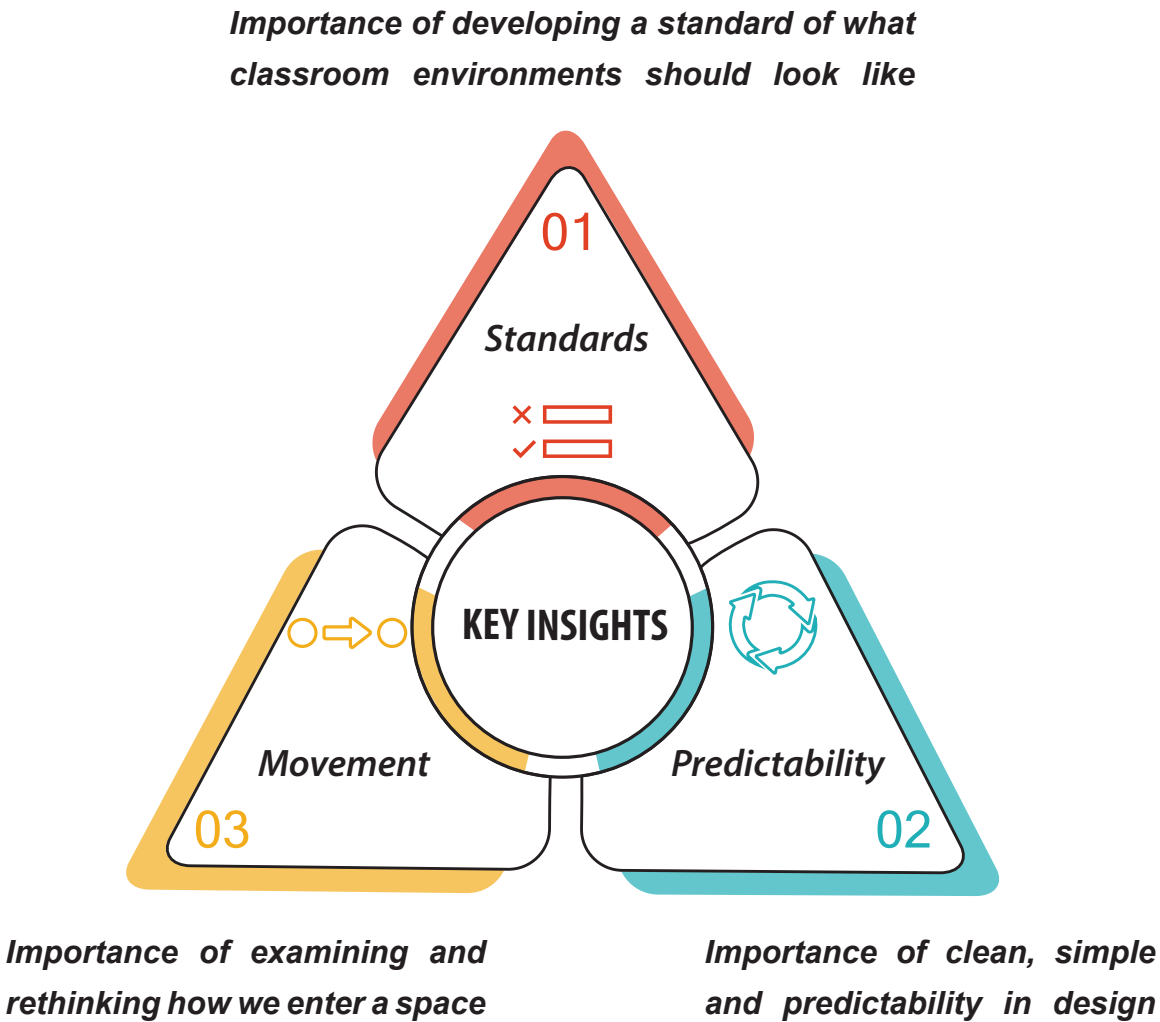 Importance of developing a standard of what
classroom environments should look like
01
Standards
KEY INSIGHTS
Movement
03
Predictability
02
Importance of examining and
rethinking how we enter a space
Importance of clean, simple
and predictability in design